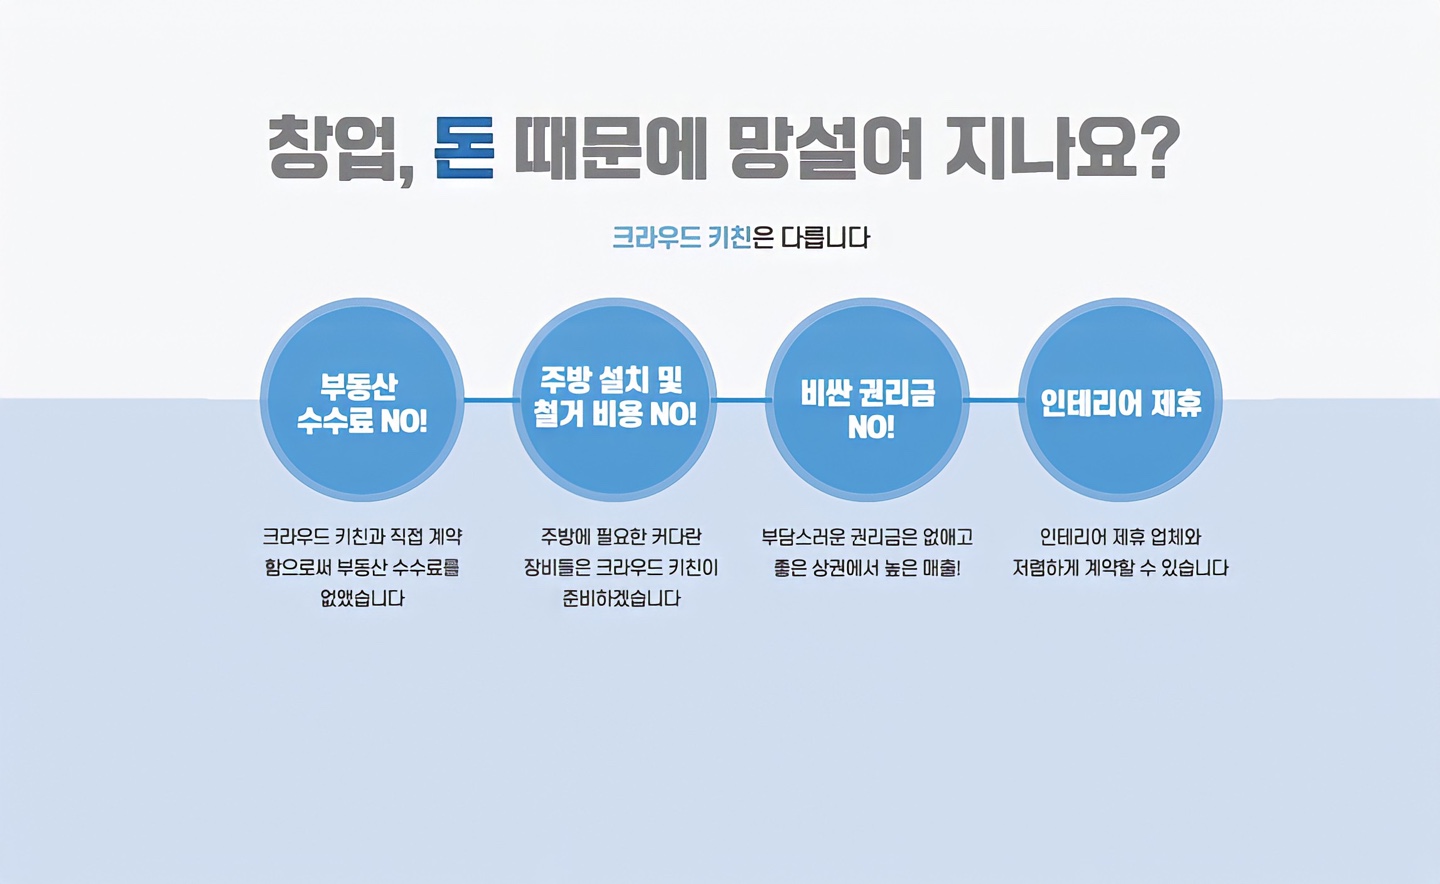 창업, 돈 때문에 망설여 지나요?
크라우드 키친은 다릅니다
부동산
수수료 NO!
주방 설치 및
철거 비용 NO!
비싼 권리금
NO!
인테리어 제휴
크라우드 키친과 직접 계약
함으로써 부동산 수수료를
없앴습니다
주방에 필요한 커다란
장비들은 크라우드 키친이
준비하겠습니다
부담스러운 권리금은 없애고
좋은 상권에서 높은 매출!
인테리어 제휴 업체와
저렴하게 계약할 수 있습니다